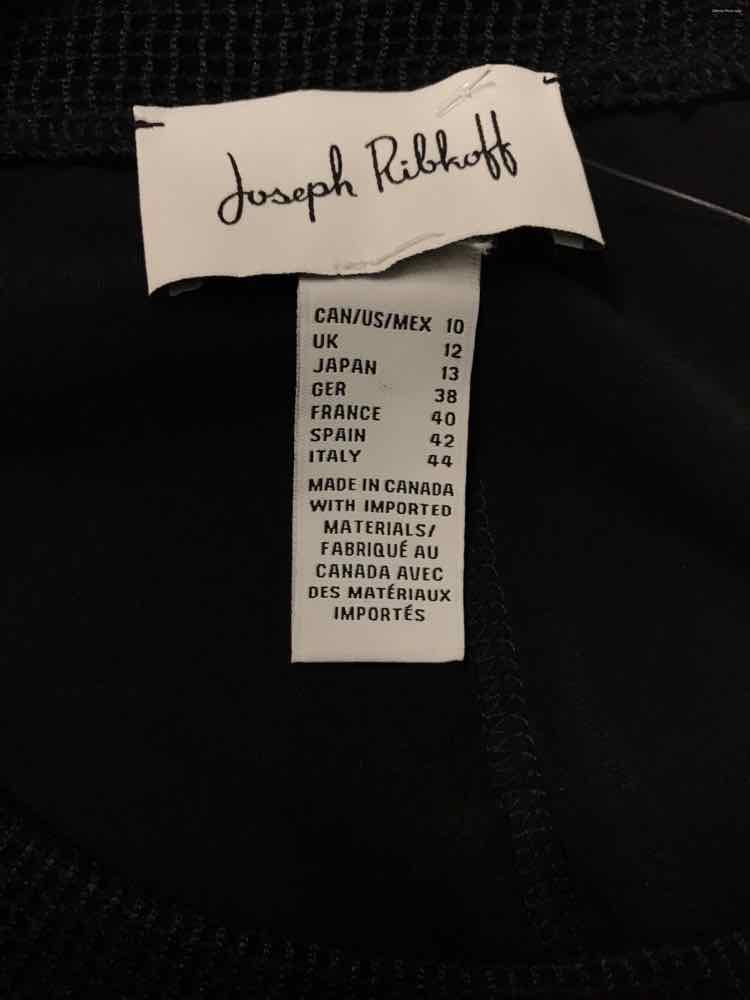 Joseph Ribkoff
CAN/US/MEX 10
UK 12
JAPAN 13
GER 38
FRANCE 40
SPAIN 42
ITALY 44
MADE IN CANADA
WITH IMPORTED
MATERIALS/
FABRIQUÉ AU
CANADA AVEC
DES MATÉRIAUX
IMPORTÉS